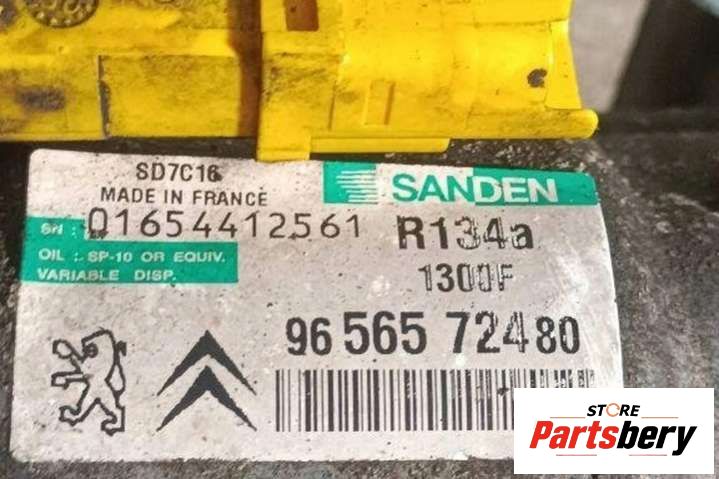 SD7C16
MADE IN FRANCE
SANDEN
SN : 01654412561
R134a
OIL : SP-10 OR EQUIV.
VARIABLE DISP.
1300F
96 565 724 80
STORE
Partsbery